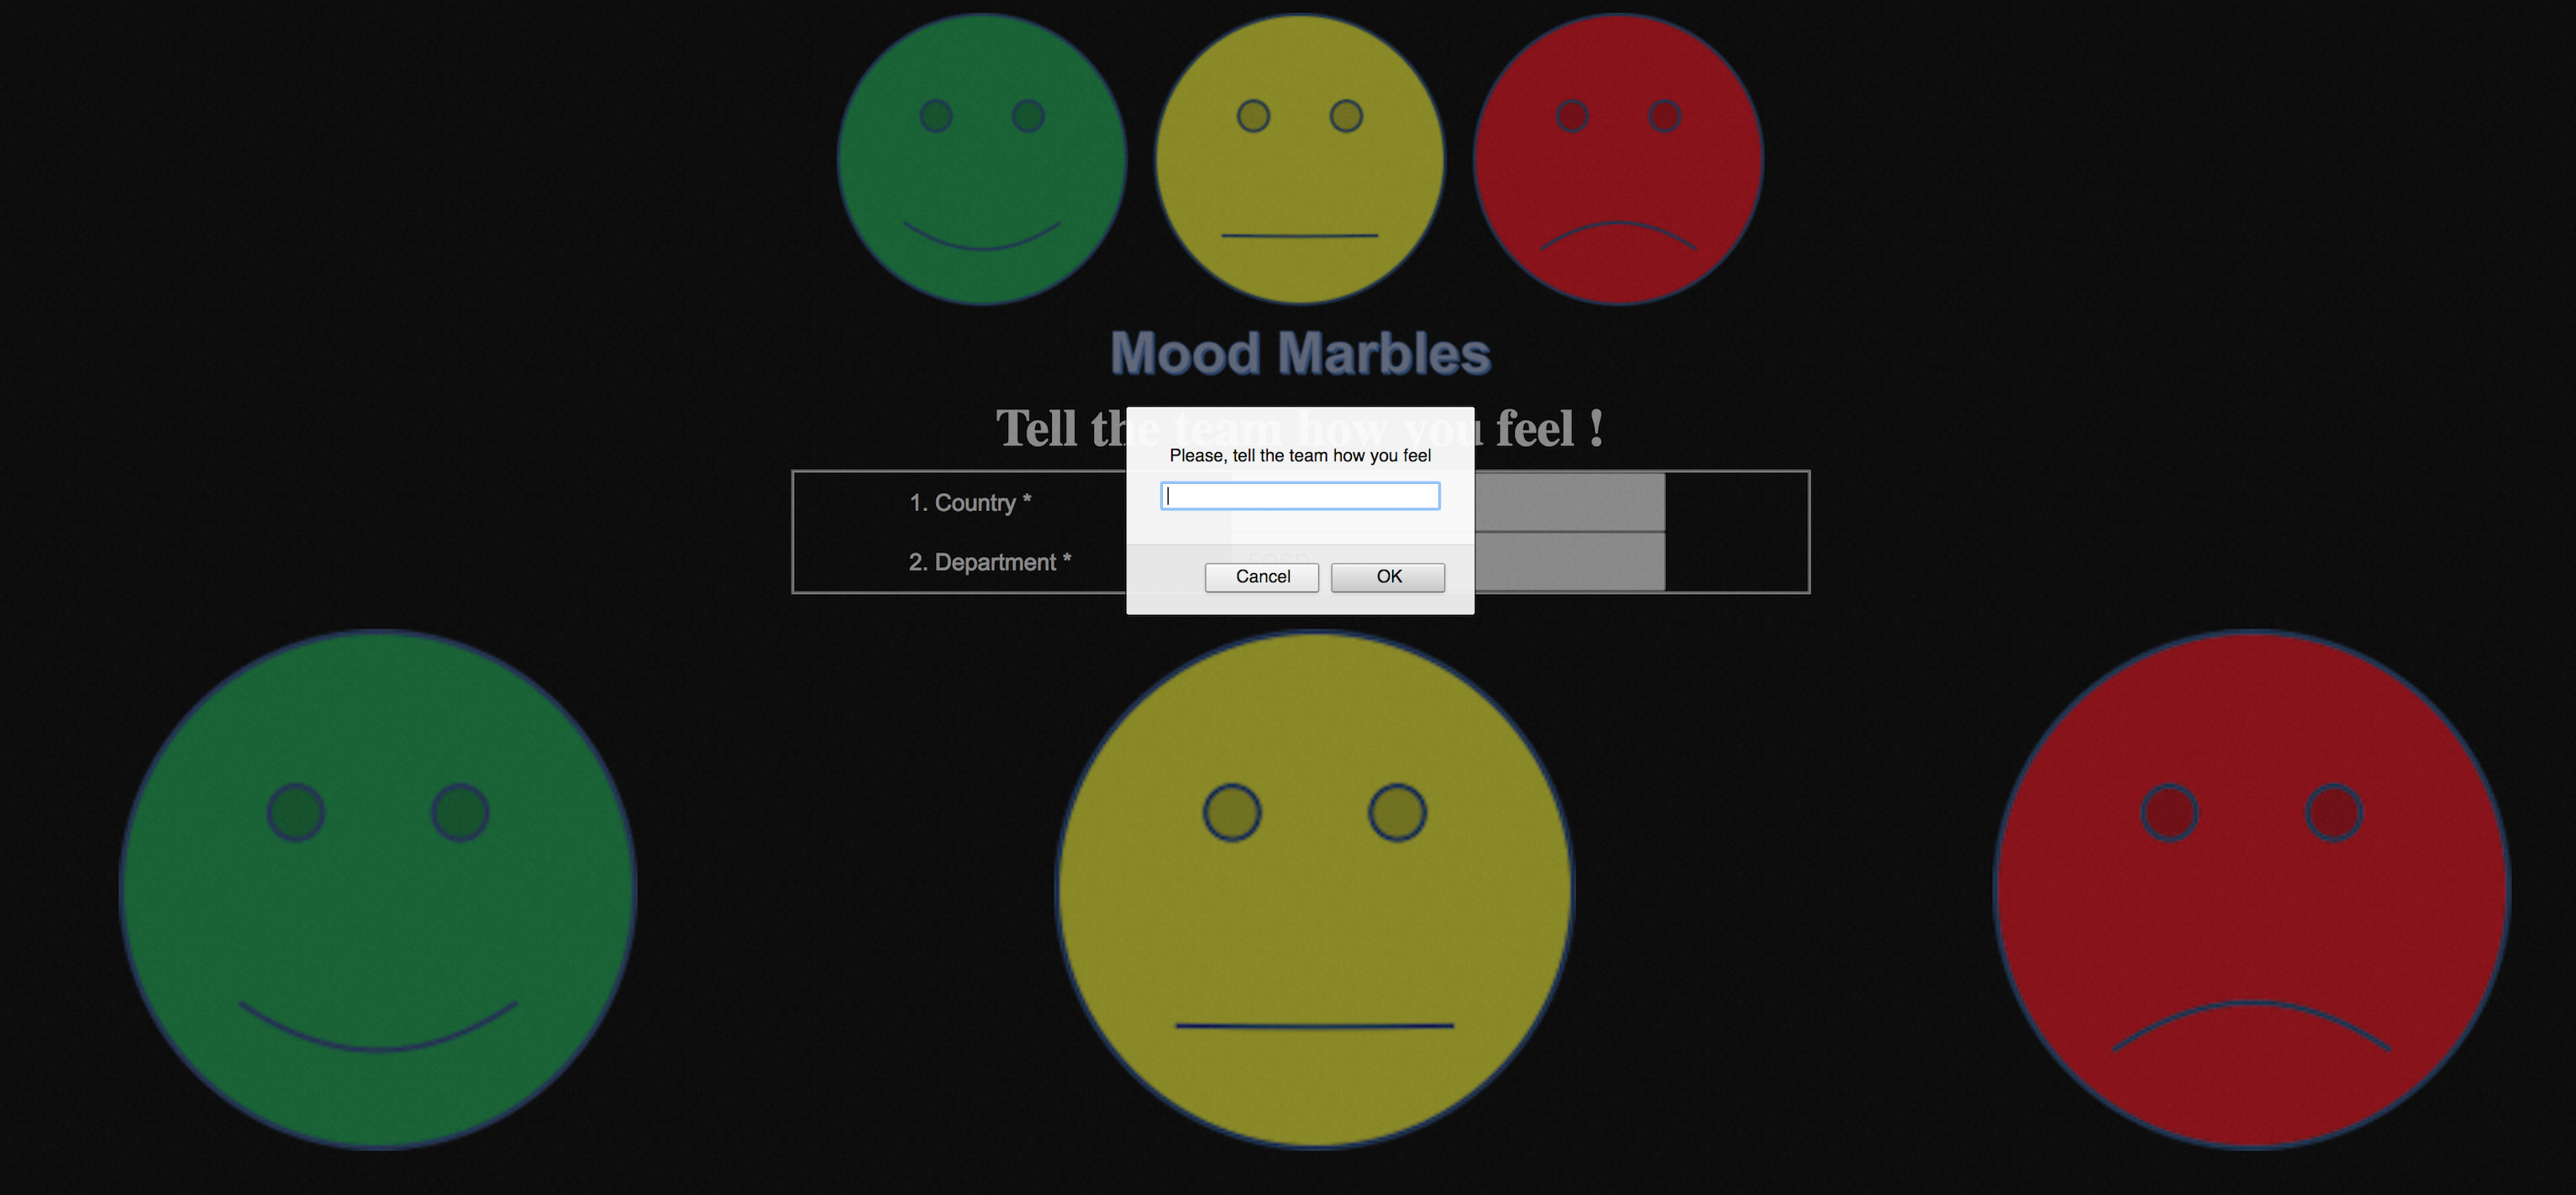 Mood Marbles
Tell the team how you feel !
Please, tell the team how you feel
1. Country *
2. Department *
Cancel OK